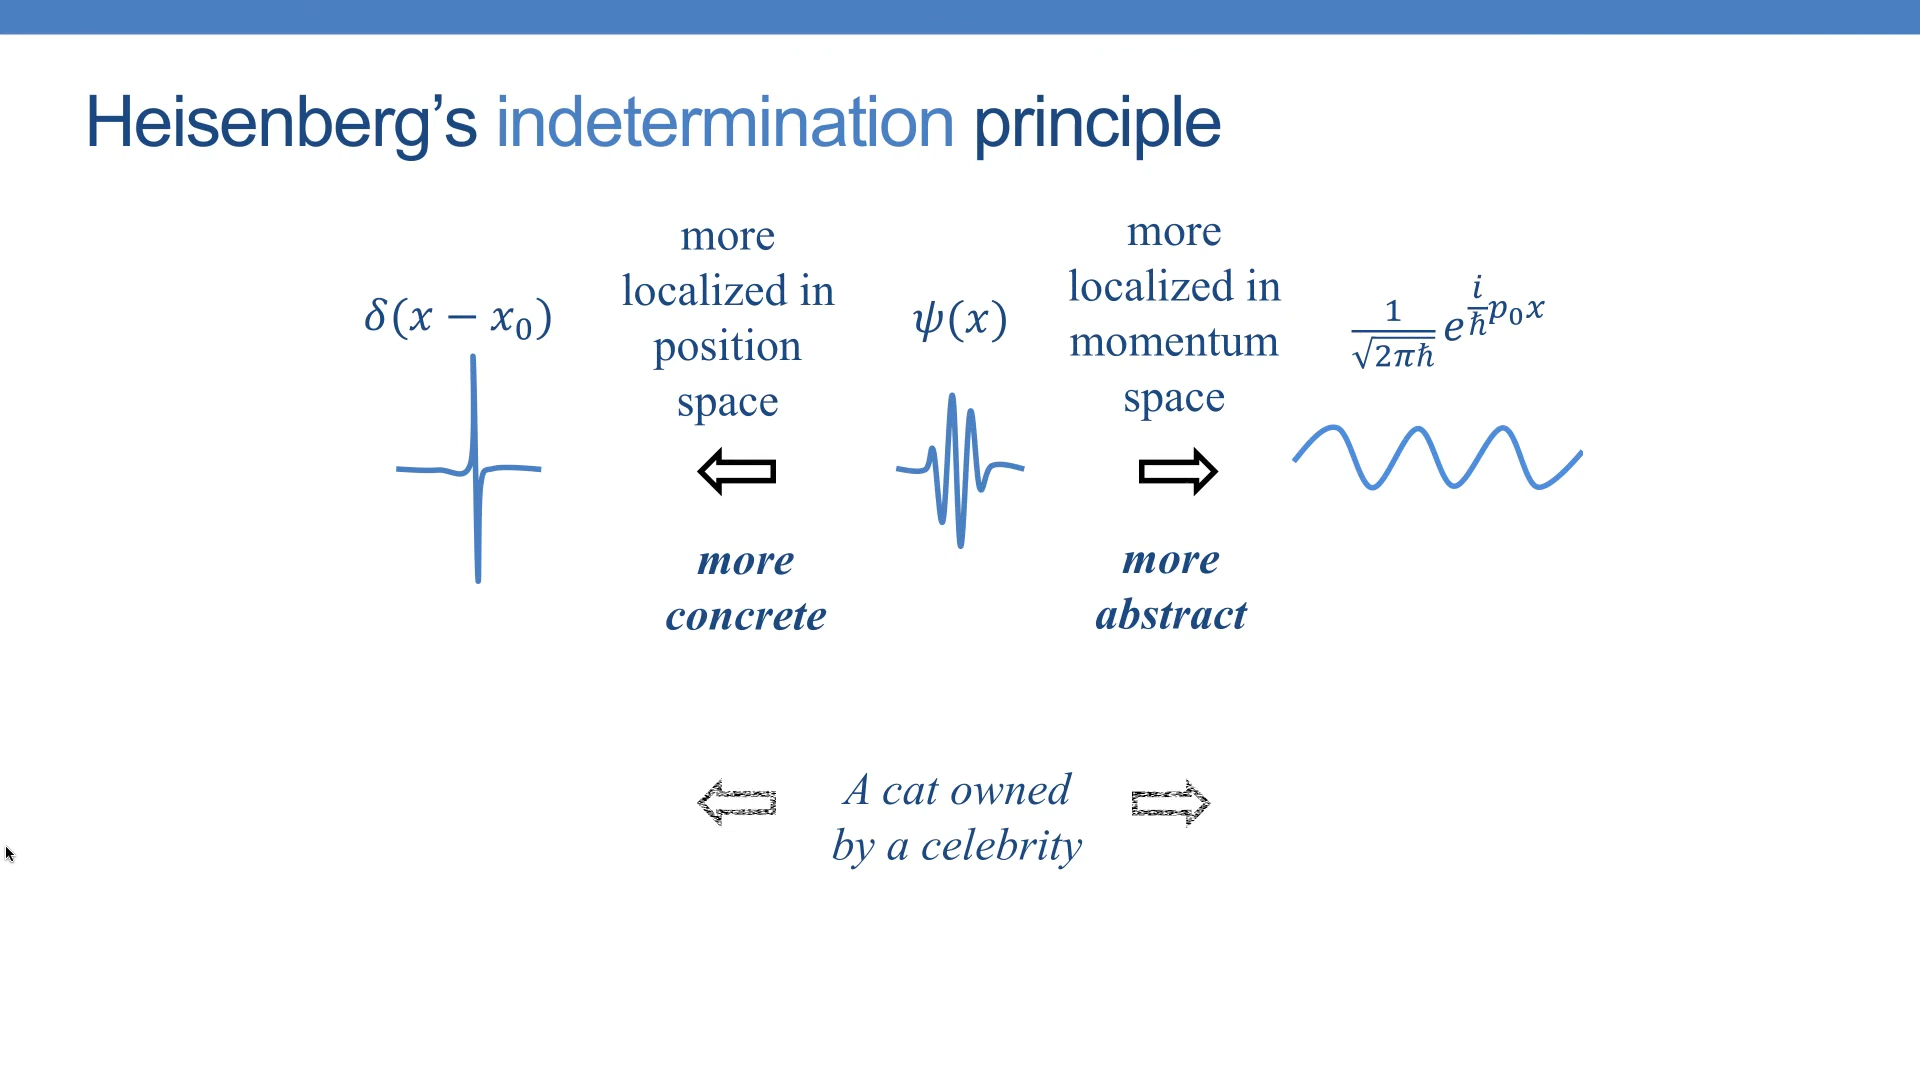 Heisenberg’s indetermination principle
δ(x − x₀)
more
localized in
position
space
ψ(x)
more
localized in
momentum
space
1/√(2πħ) e^((i/ħ)p₀x)
more
concrete
more
abstract
A cat owned
by a celebrity